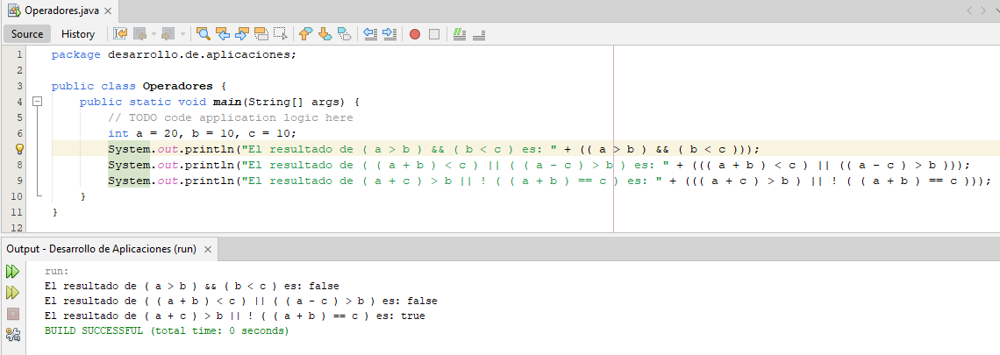 Operadores.java
Source History
1 package desarrollo.de.aplicaciones;
2
3 public class Operadores {
4 public static void main(String[] args) {
5 // TODO code application logic here
6 int a = 20, b = 10, c = 10;
System.out.println("El resultado de ( a > b ) && ( b < c ) es: " + (( a > b ) && ( b < c )));
8 System.out.println("El resultado de ( ( a + b ) < c ) || ( ( a - c ) > b ) es: " + ((( a + b ) < c ) || (( a - c ) > b )));
9 System.out.println("El resultado de ( a + c ) > b || ! ( ( a + b ) == c ) es: " + ((( a + c ) > b ) || ! ( ( a + b ) == c )));
10 }
11 }
12
Output - Desarrollo de Aplicaciones (run)
run:
El resultado de ( a > b ) && ( b < c ) es: false
El resultado de ( ( a + b ) < c ) || ( ( a - c ) > b ) es: false
El resultado de ( a + c ) > b || ! ( ( a + b ) == c ) es: true
BUILD SUCCESSFUL (total time: 0 seconds)